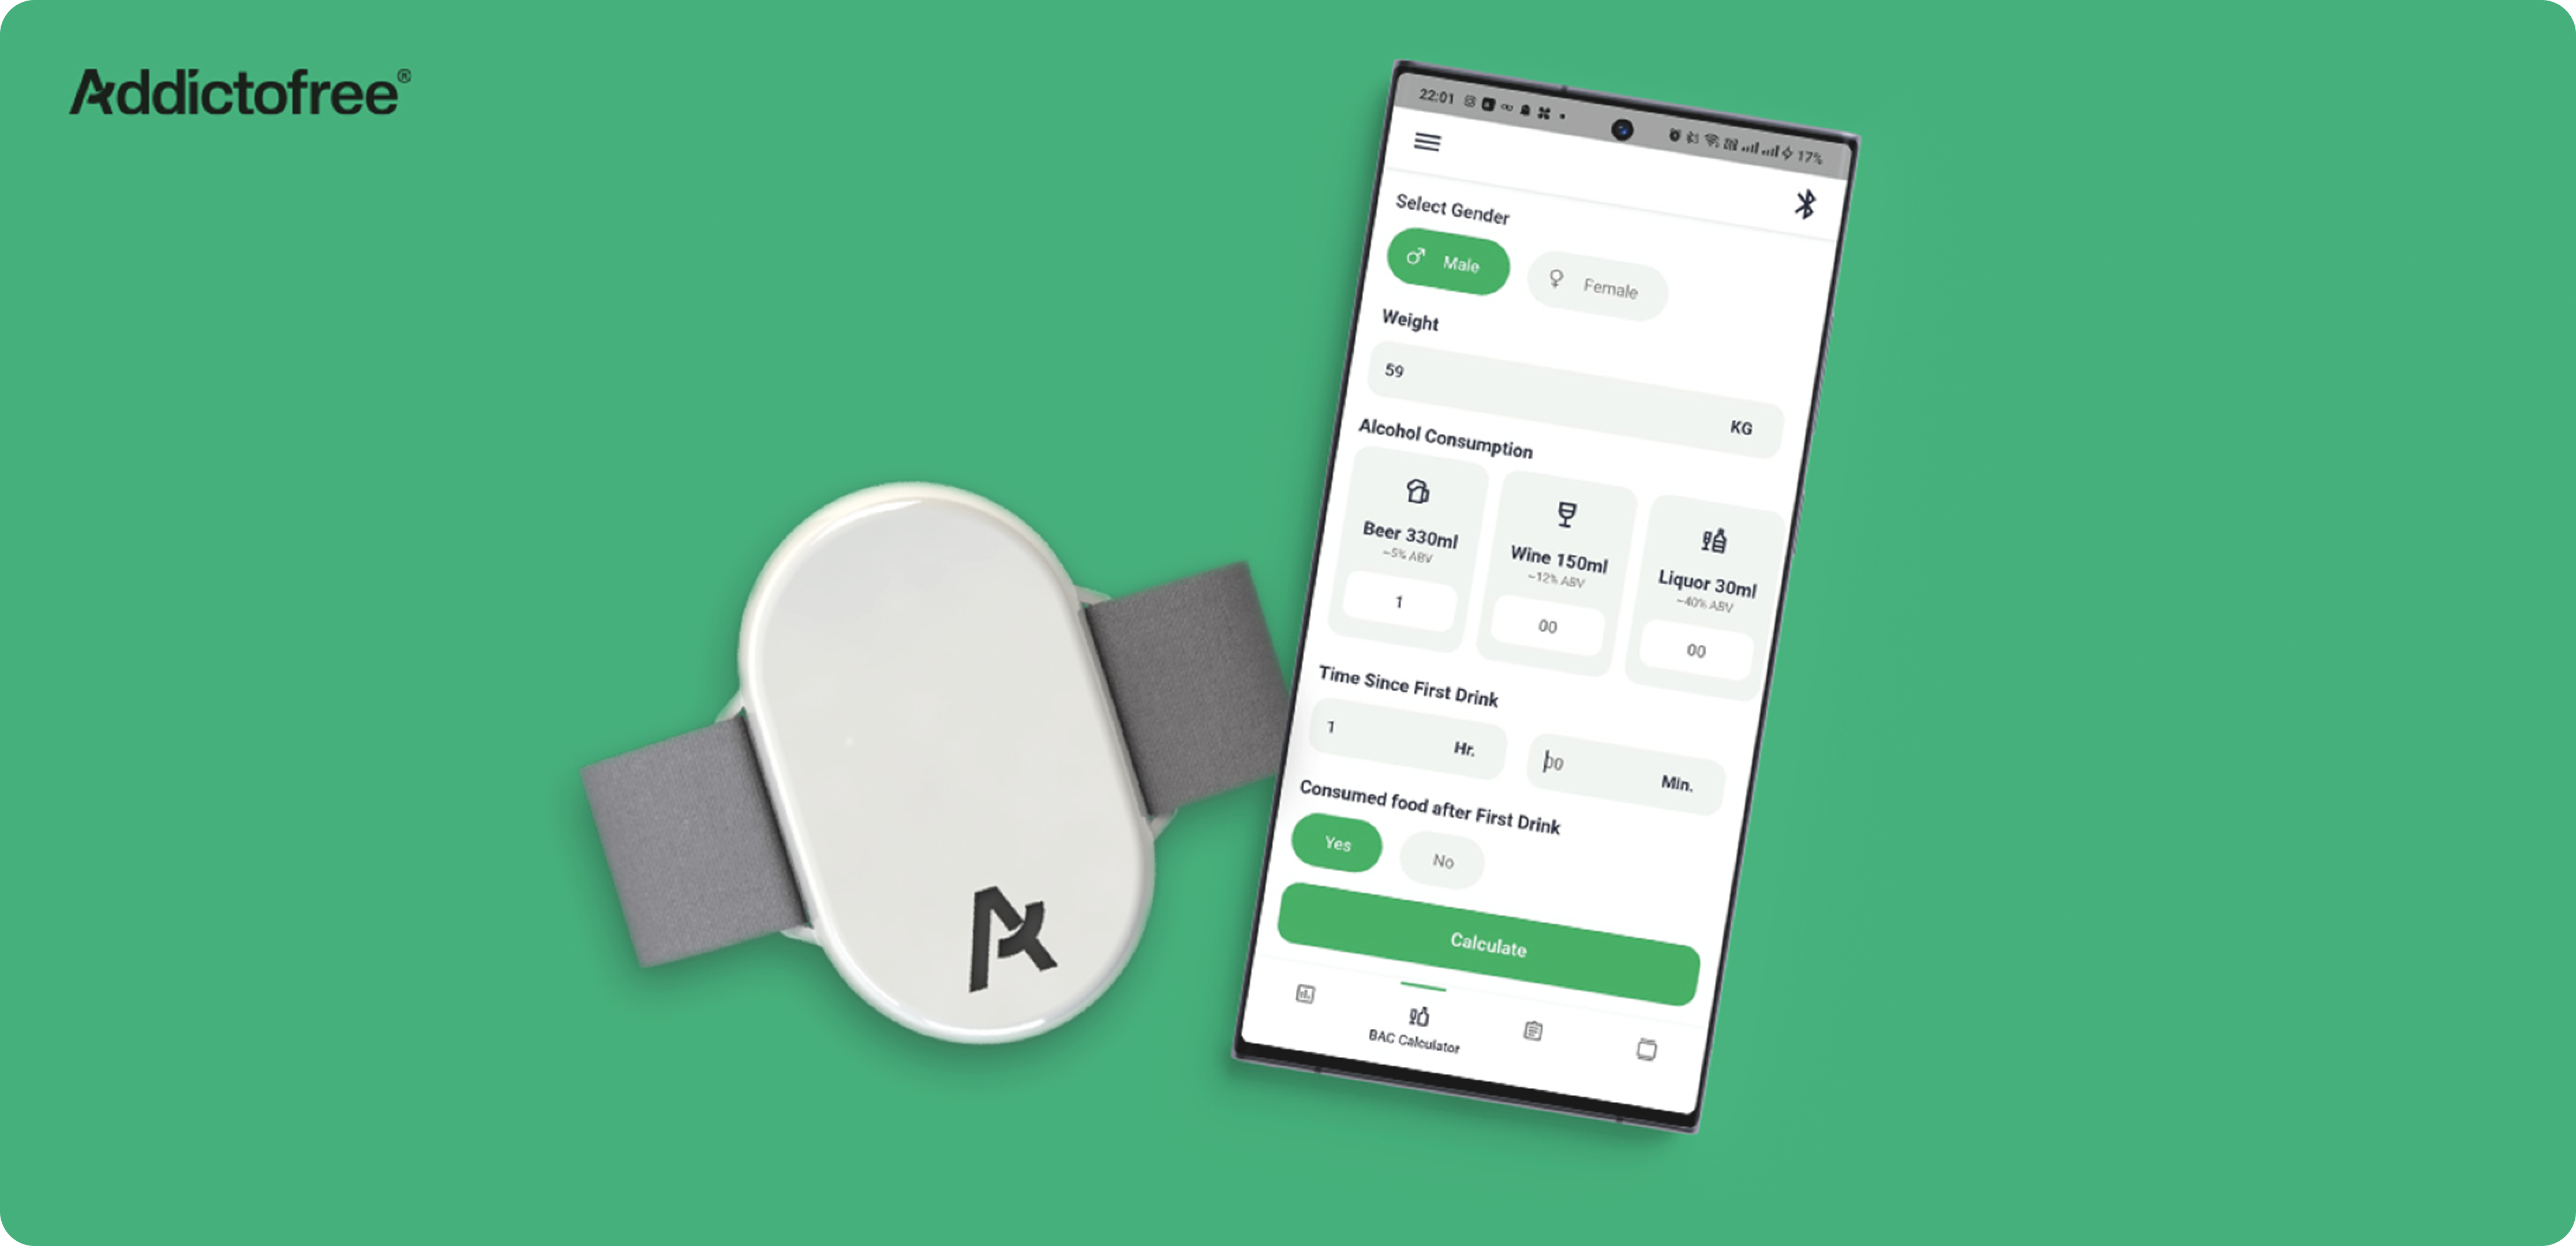 Addictofree®
22:01
17%
Select Gender
Male
Female
Weight
59
KG
Alcohol Consumption
Beer 330ml
~5% ABV
1
Wine 150ml
~12% ABV
00
Liquor 30ml
~40% ABV
00
Time Since First Drink
1
Hr.
00
Min.
Consumed food after First Drink
Yes
No
Calculate
BAC Calculator